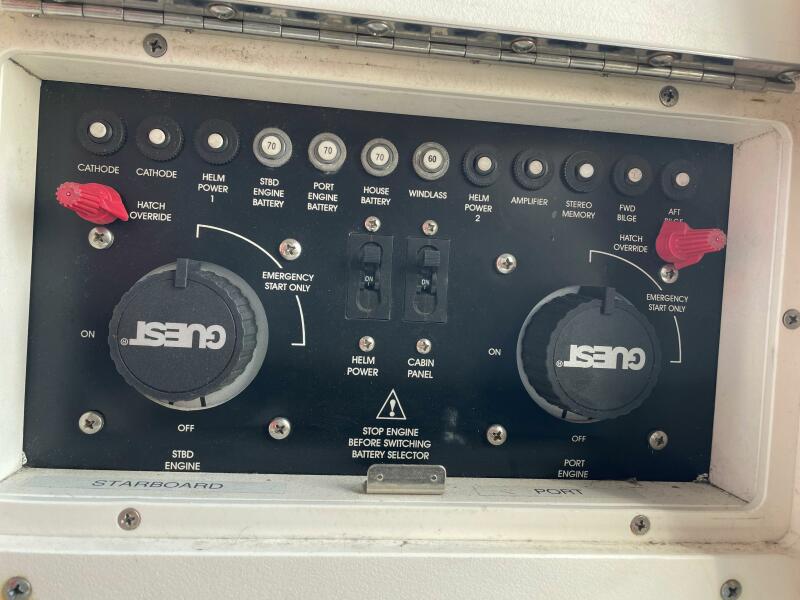 CATHODE
CATHODE
HELM
POWER
1
70
STBD
ENGINE
BATTERY
70
PORT
ENGINE
BATTERY
70
HOUSE
BATTERY
60
WINDLASS
HELM
POWER
2
AMPLIFIER
STEREO
MEMORY
FWD
BILGE
AFT
BILGE
HATCH
OVERRIDE
EMERGENCY
START ONLY
ON
GUEST®
OFF
STBD
ENGINE
ON
HELM
POWER
ON
CABIN
PANEL
!
STOP ENGINE
BEFORE SWITCHING
BATTERY SELECTOR
HATCH
OVERRIDE
EMERGENCY
START ONLY
ON
GUEST®
OFF
PORT
ENGINE
STARBOARD
PORT